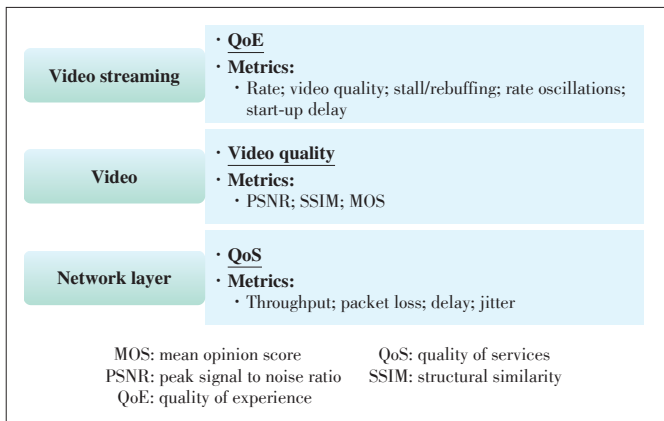 Video streaming
· QoE
· Metrics:
· Rate; video quality; stall/rebuffing; rate oscillations;
start-up delay
Video
· Video quality
· Metrics:
· PSNR; SSIM; MOS
Network layer
· QoS
· Metrics:
· Throughput; packet loss; delay; jitter
MOS: mean opinion score
PSNR: peak signal to noise ratio
QoE: quality of experience
QoS: quality of services
SSIM: structural similarity